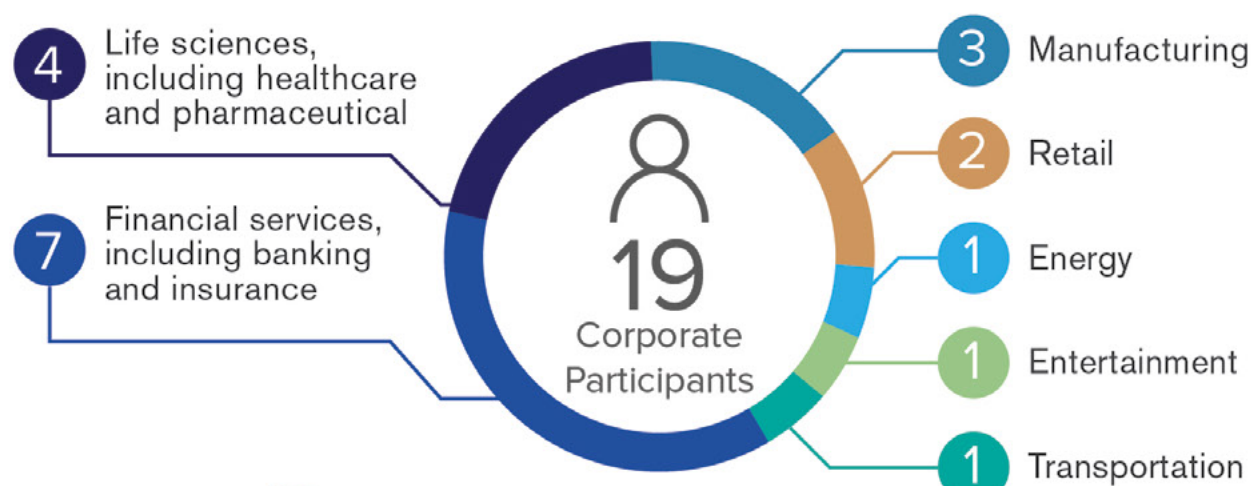 4
Life sciences,
including healthcare
and pharmaceutical
7
Financial services,
including banking
and insurance
19
Corporate
Participants
3
Manufacturing
2
Retail
1
Energy
1
Entertainment
1
Transportation